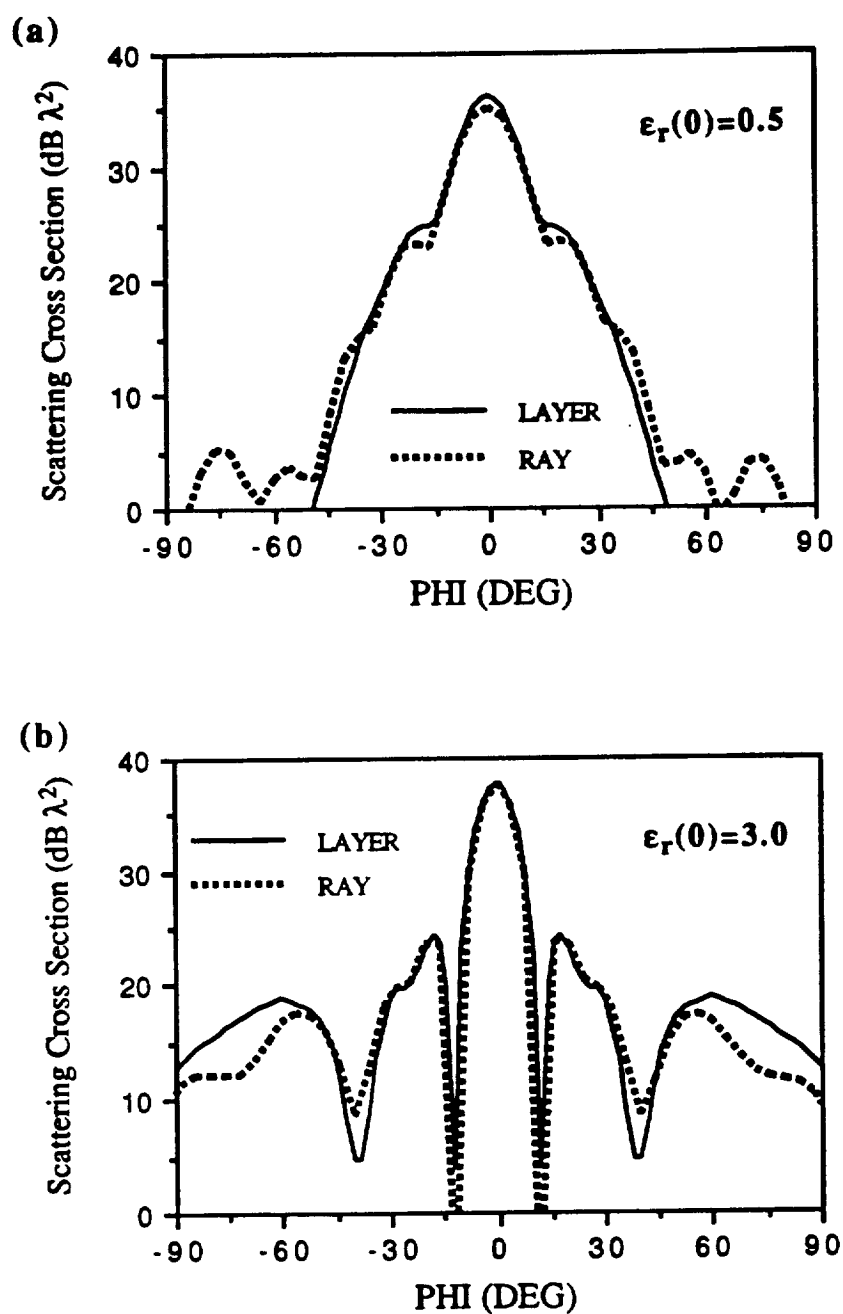 (a)
Scattering Cross Section (dB λ²)
40
30
20
10
0
εr(0)=0.5
LAYER
RAY
-90 -60 -30 0 30 60 90
PHI (DEG)
(b)
Scattering Cross Section (dB λ²)
40
30
20
10
0
LAYER
RAY
εr(0)=3.0
-90 -60 -30 0 30 60 90
PHI (DEG)